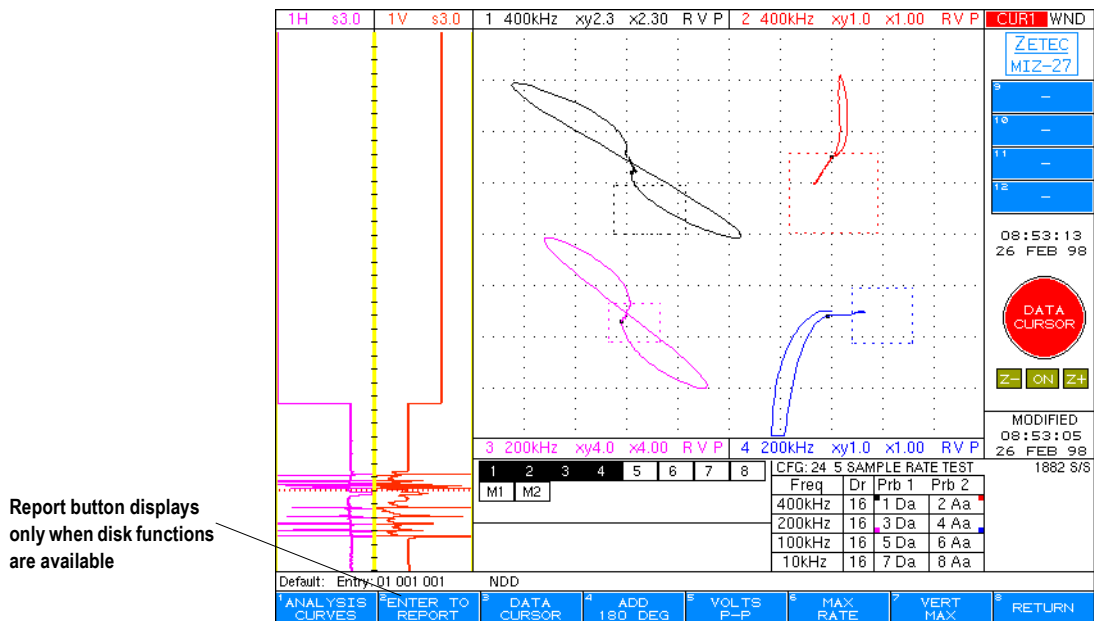 1H s3.0 1V s3.0 1 400kHz xy2.3 x2.30 R V P 2 400kHz xy1.0 x1.00 R V P CUR1 WND
ZETEC
MIZ-27
9 –
10 –
11 –
12 –
08:53:13
26 FEB 98
DATA
CURSOR
Z- ON Z+
MODIFIED
08:53:05
26 FEB 98
1882 S/S
3 200kHz xy4.0 x4.00 R V P 4 200kHz xy1.0 x1.00 RV P
1 2 3 4 5 6 7 8
M1 M2
CFG: 24 5 SAMPLE RATE TEST
Freq Dr Prb 1 Prb 2
400kHz 16 1 Da 2 Aa
200kHz 16 3 Da 4 Aa
100kHz 16 5 Da 6 Aa
10kHz 16 7 Da 8 Aa
Report button displays
only when disk functions
are available
Default: Entry: 01 001 001 NDD
1 ANALYSIS CURVES
2 ENTER TO REPORT
3 DATA CURSOR
4 ADD 180 DEG
5 VOLTS P-P
6 MAX RATE
7 VERT MAX
8 RETURN